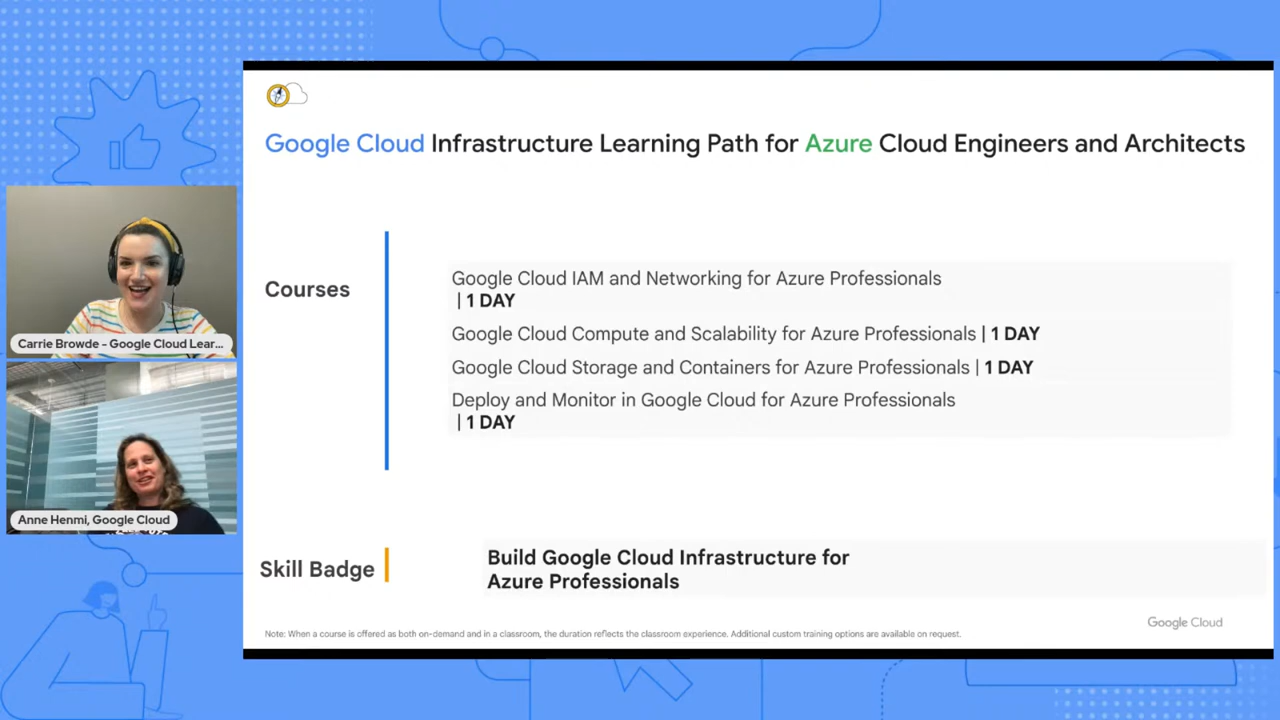 Google Cloud Infrastructure Learning Path for Azure Cloud Engineers and Architects
Courses
Google Cloud IAM and Networking for Azure Professionals
| 1 DAY
Google Cloud Compute and Scalability for Azure Professionals | 1 DAY
Google Cloud Storage and Containers for Azure Professionals | 1 DAY
Deploy and Monitor in Google Cloud for Azure Professionals
| 1 DAY
Skill Badge
Build Google Cloud Infrastructure for
Azure Professionals
Note: When a course is offered as both on-demand and in a classroom, the duration reflects the classroom experience. Additional custom training options are available on request.
Google Cloud
Carrie Browde - Google Cloud Lear...
Anne Henmi, Google Cloud